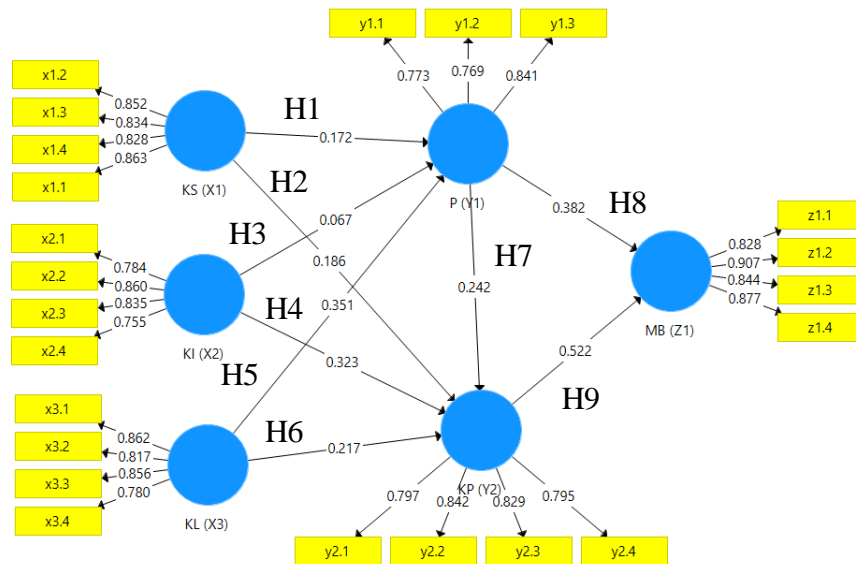 y1.1
y1.2
y1.3
0.773
0.769
0.841
x1.2
x1.3
x1.4
x1.1
0.852
0.834
0.828
0.863
KS (X1)
H1
0.172
H2
P (Y1)
H3
0.067
0.186
H8
0.382
H7
0.242
x2.1
x2.2
x2.3
x2.4
0.784
0.860
0.835
0.755
KI (X2)
H4
0.351
0.323
z1.1
z1.2
z1.3
z1.4
0.828
0.907
0.844
0.877
MB (Z1)
H5
H6
0.217
0.522
H9
x3.1
x3.2
x3.3
x3.4
0.862
0.817
0.856
0.780
KL (X3)
KP (Y2)
0.797
0.842
0.829
0.795
y2.1
y2.2
y2.3
y2.4